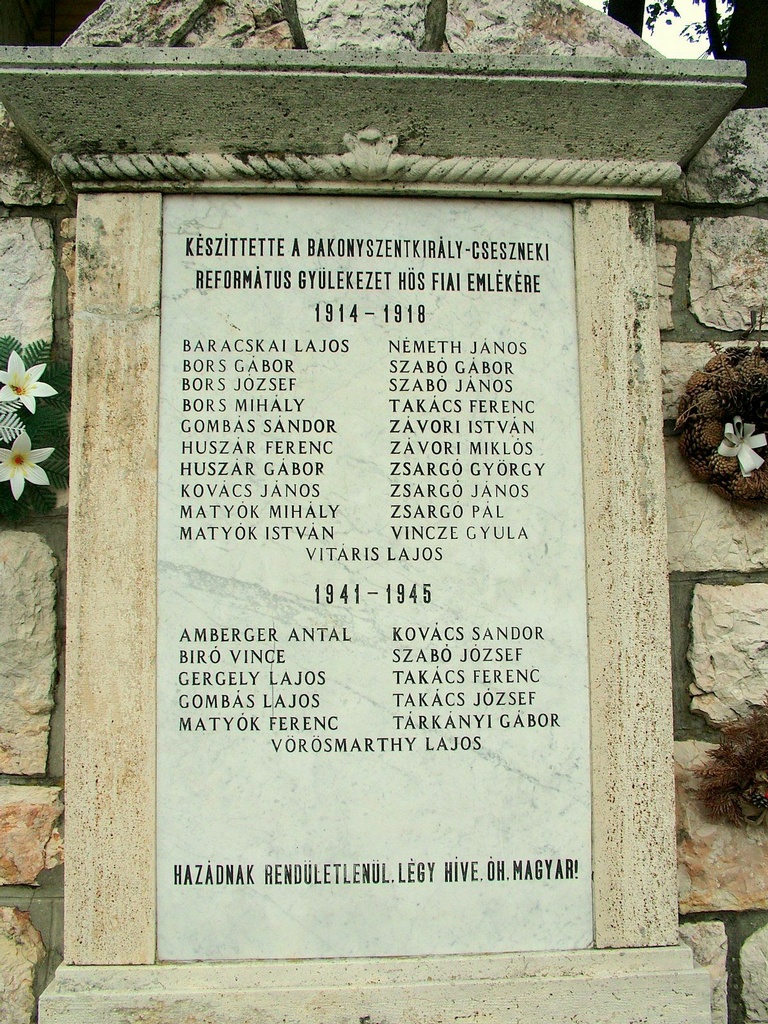 KÉSZÍTTETTE A BAKONYSZENTKIRÁLY-CSESZNEKI
REFORMÁTUS GYÜLEKEZET HŐS FIAI EMLÉKÉRE
1914-1918
BARACSKAI LAJOS NÉMETH JÁNOS
BORS GÁBOR SZABÓ GÁBOR
BORS JÓZSEF SZABÓ JÁNOS
BORS MIHÁLY TAKÁCS FERENC
GOMBÁS SÁNDOR ZÁVORI ISTVÁN
HUSZÁR FERENC ZÁVORI MIKLÓS
HUSZÁR GÁBOR ZSARGÓ GYÖRGY
KOVÁCS JÁNOS ZSARGÓ JÁNOS
MATYÓK MIHÁLY ZSARGÓ PÁL
MATYÓK ISTVÁN VINCZE GYULA
VITÁRIS LAJOS
1941-1945
AMBERGER ANTAL KOVÁCS SANDOR
BIRÓ VINCE SZABÓ JÓZSEF
GERGELY LAJOS TAKÁCS FERENC
GOMBÁS LAJOS TAKÁCS JÓZSEF
MATYÓK FERENC TÁRKÁNYI GÁBOR
VÖRÖSMARTHY LAJOS
HAZÁDNAK RENDÜLETLENÜL, LÉGY HÍVE, ÓH, MAGYAR!